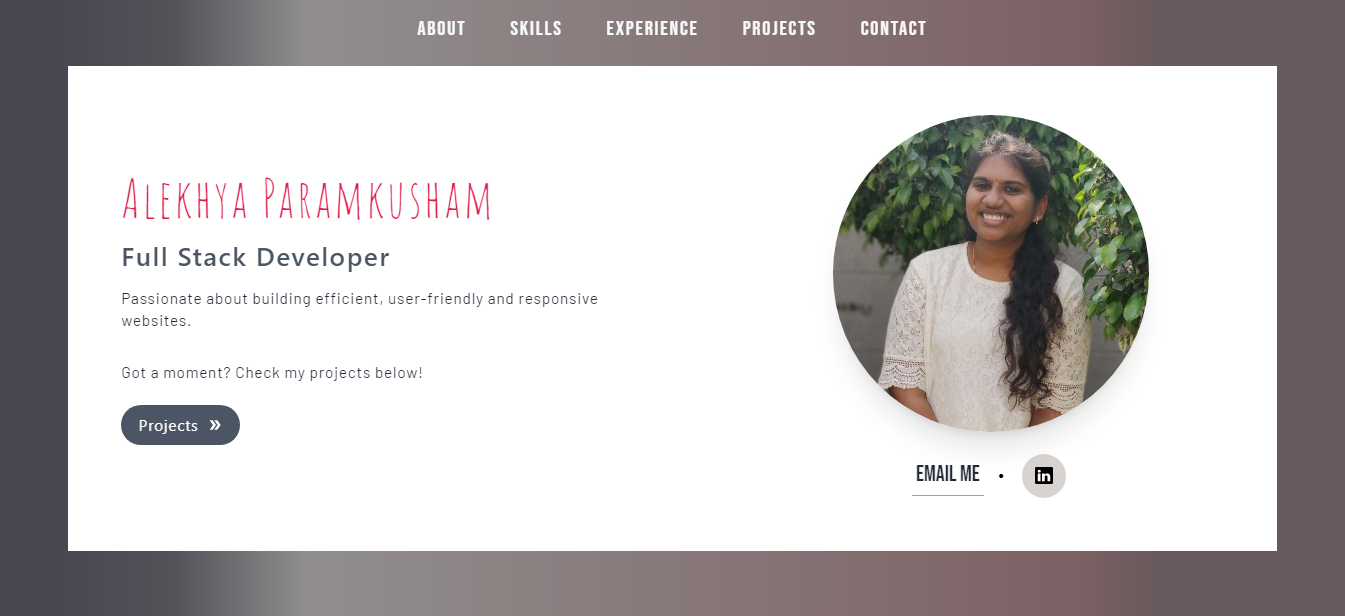 ABOUT SKILLS EXPERIENCE PROJECTS CONTACT
Alekhya Paramkusham
Full Stack Developer
Passionate about building efficient, user-friendly and responsive
websites.
Got a moment? Check my projects below!
Projects »
EMAIL ME • in